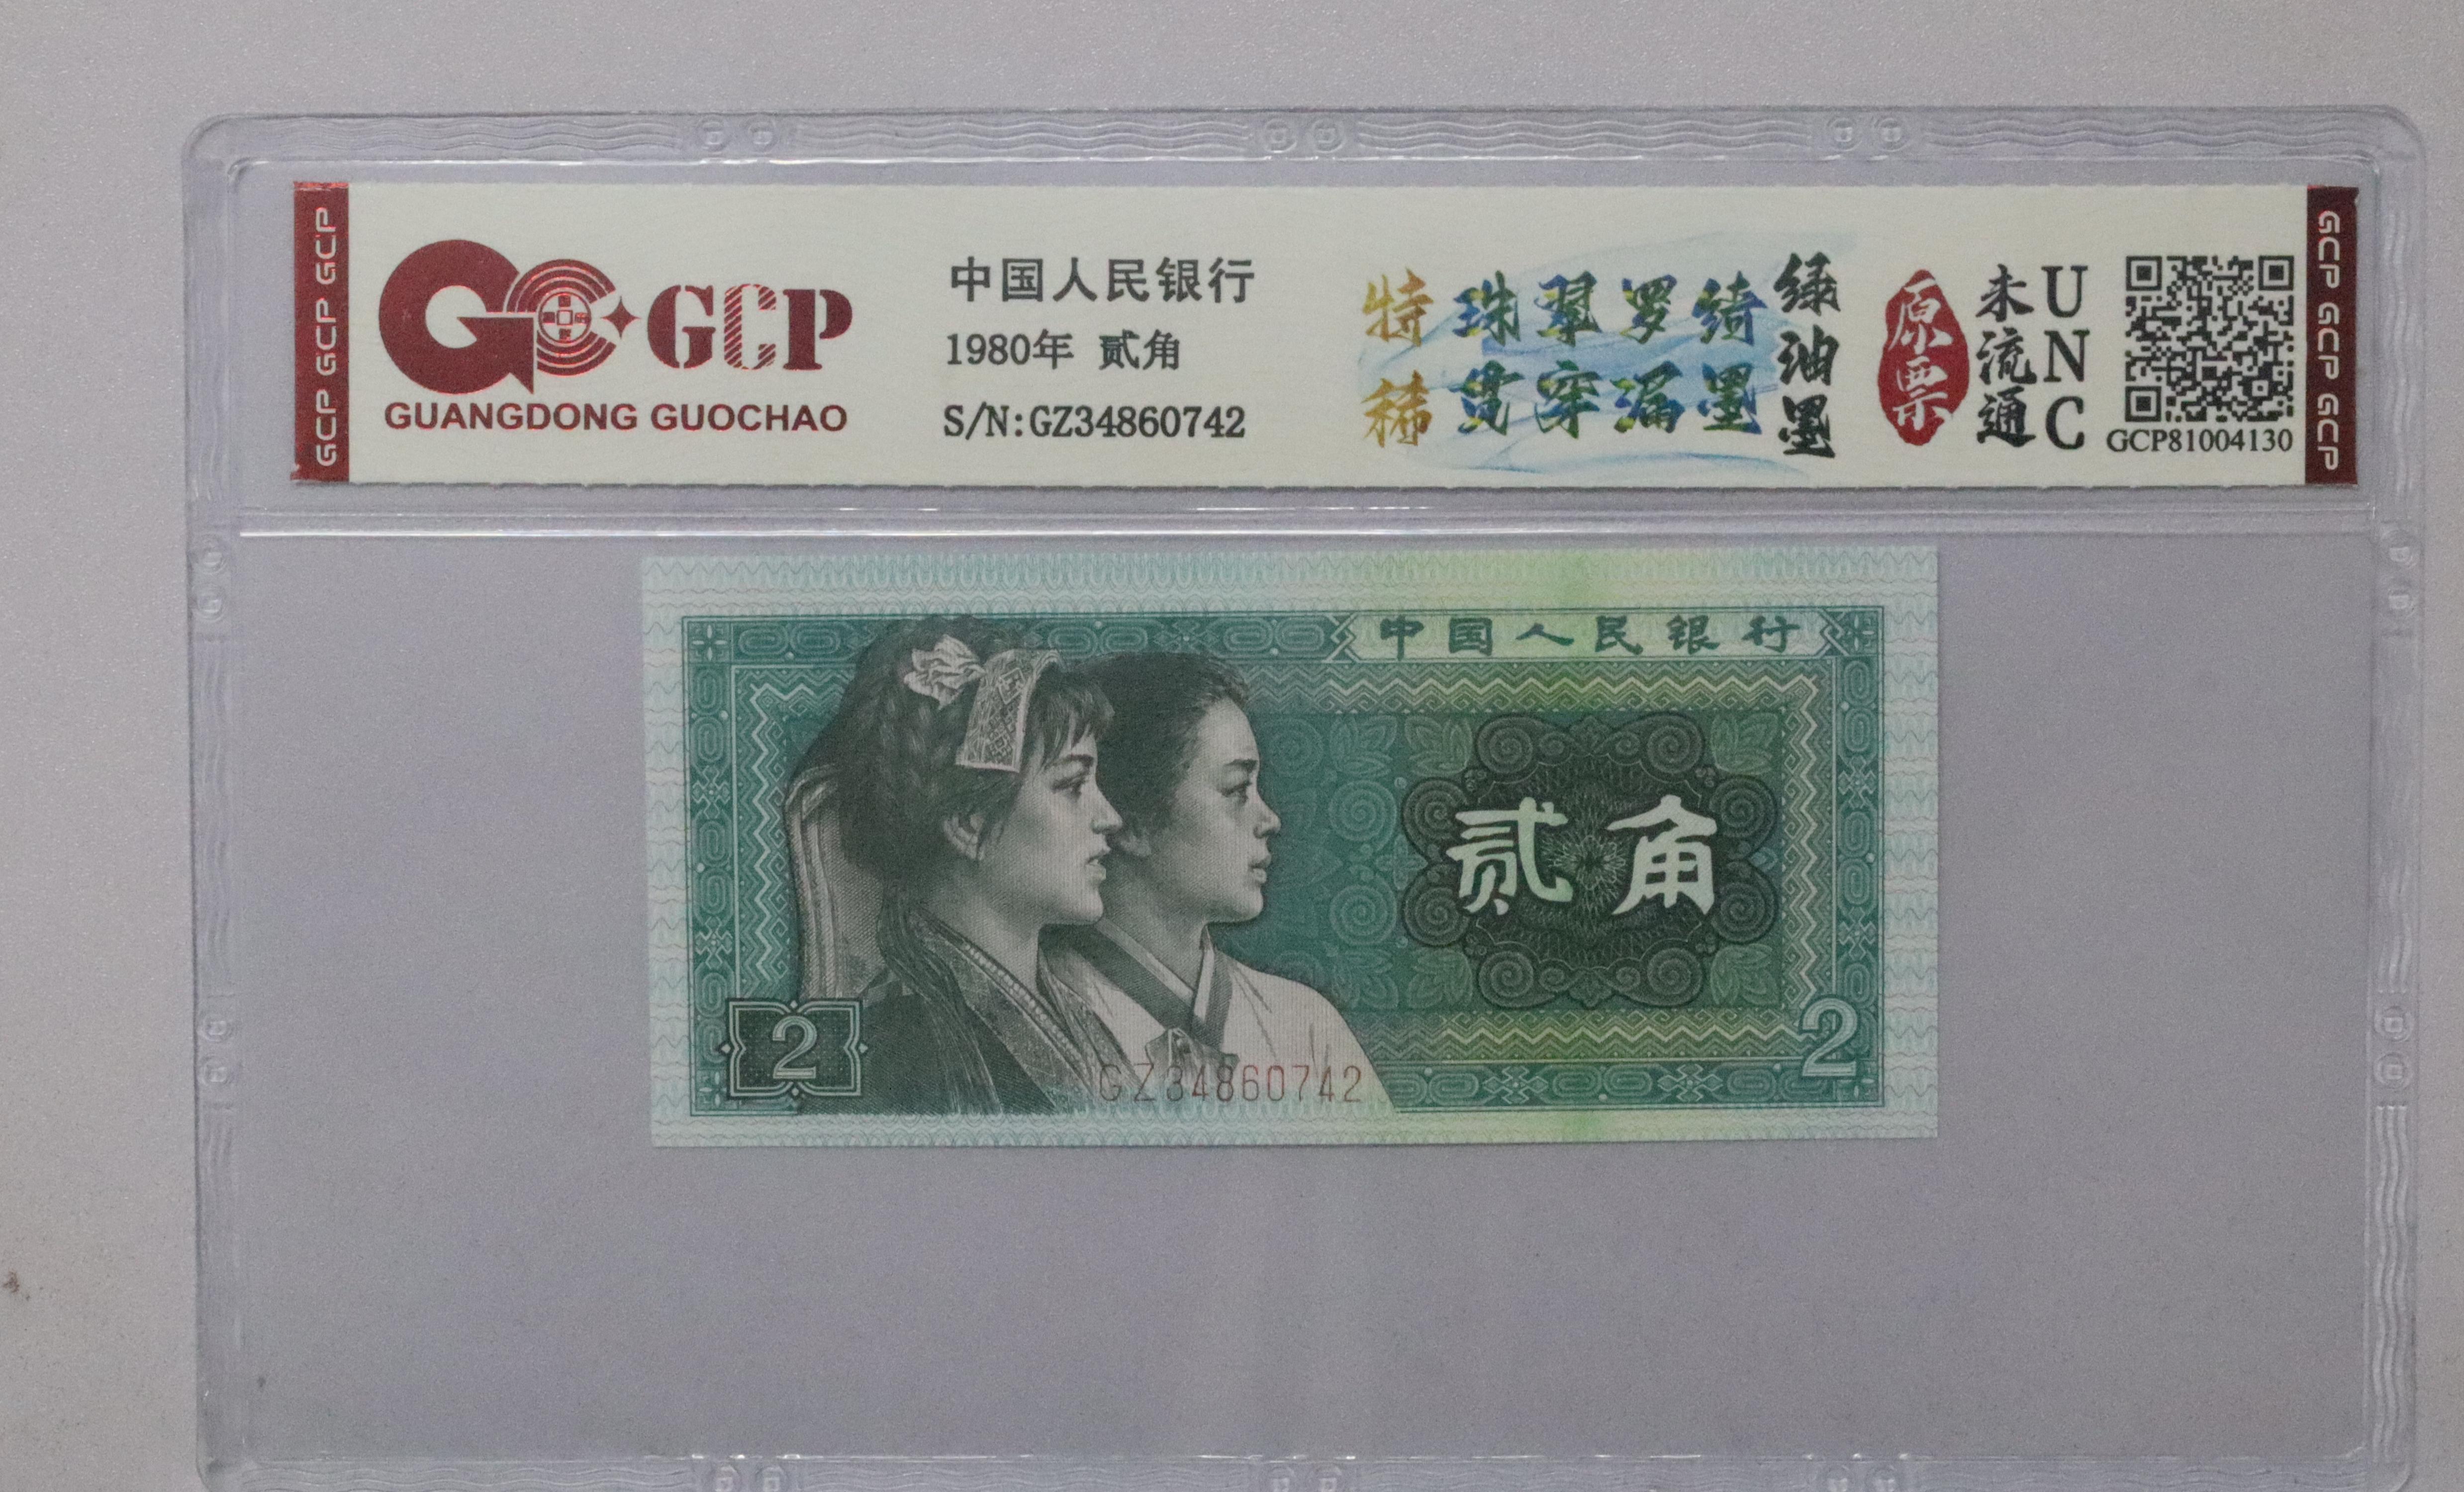 GCP GCP GCP
GCP
GUANGDONG GUOCHAO
中国人民银行
1980年 贰角
S/N:GZ34860742
特稀
珠翠罗绮
贯穿漏墨
绿油墨
原票
未流通
UNC
GCP81004130
GCP GCP GCP
中国人民银行
贰角
2
2
GZ34860742